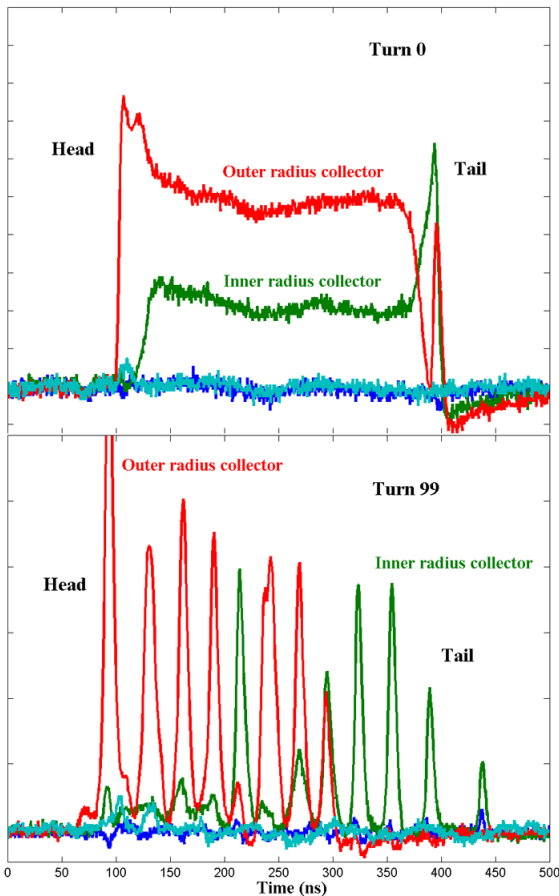 Turn 0
Head
Outer radius collector
Tail
Inner radius collector
Outer radius collector
Turn 99
Inner radius collector
Head
Tail
0 50 100 150 200 250 300 350 400 450 500
Time (ns)